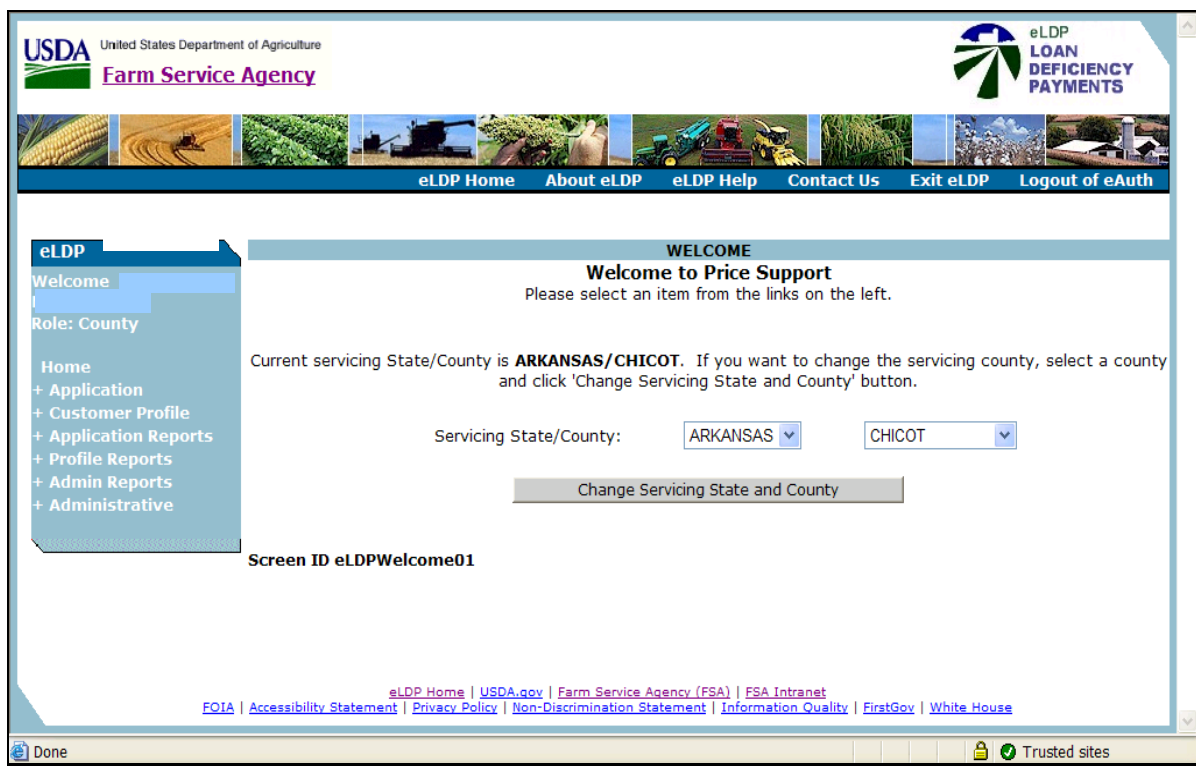 USDA United States Department of Agriculture
Farm Service Agency
eLDP
LOAN
DEFICIENCY
PAYMENTS
eLDP Home About eLDP eLDP Help Contact Us Exit eLDP Logout of eAuth
eLDP
Welcome
Role: County
Home
+ Application
+ Customer Profile
+ Application Reports
+ Profile Reports
+ Admin Reports
+ Administrative
WELCOME
Welcome to Price Support
Please select an item from the links on the left.
Current servicing State/County is ARKANSAS/CHICOT. If you want to change the servicing county, select a county
and click 'Change Servicing State and County' button.
Servicing State/County: ARKANSAS CHICOT
Change Servicing State and County
Screen ID eLDPWelcome01
eLDP Home | USDA.gov | Farm Service Agency (FSA) | FSA Intranet
FOIA | Accessibility Statement | Privacy Policy | Non-Discrimination Statement | Information Quality | FirstGov | White House
Done Trusted sites